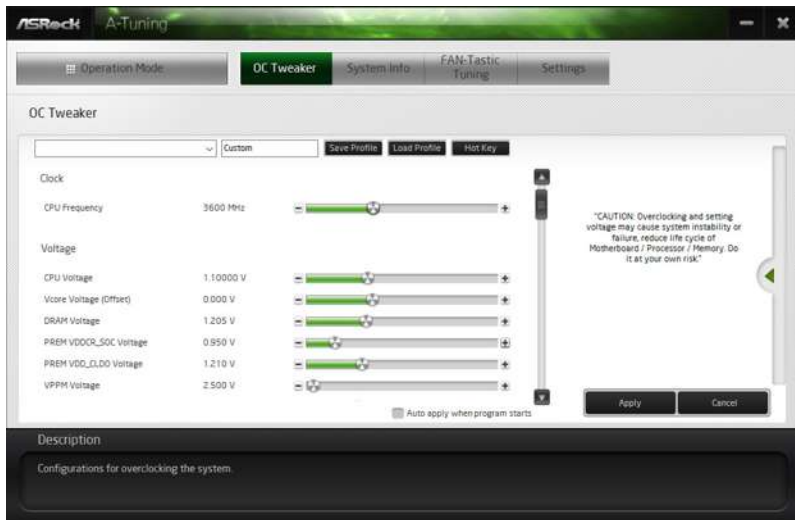 ASRock A-Tuning
Operation Mode
OC Tweaker
System Info
FAN-Tastic
Tuning
Settings
OC Tweaker
Custom
Save Profile
Load Profile
Hot Key
Clock
CPU Frequency 3600 MHz
Voltage
CPU Voltage 1.10000 V
Vcore Voltage (Offset) 0.000 V
DRAM Voltage 1.205 V
PREM VDDCR_SOC Voltage 0.950 V
PREM VDD_CLDO Voltage 1.210 V
VPPM Voltage 2.500 V
Auto apply when program starts
"CAUTION: Overclocking and setting
voltage may cause system instability or
failure, reduce life cycle of
Motherboard / Processor / Memory. Do
it at your own risk."
Apply
Cancel
Description
Configurations for overclocking the system.